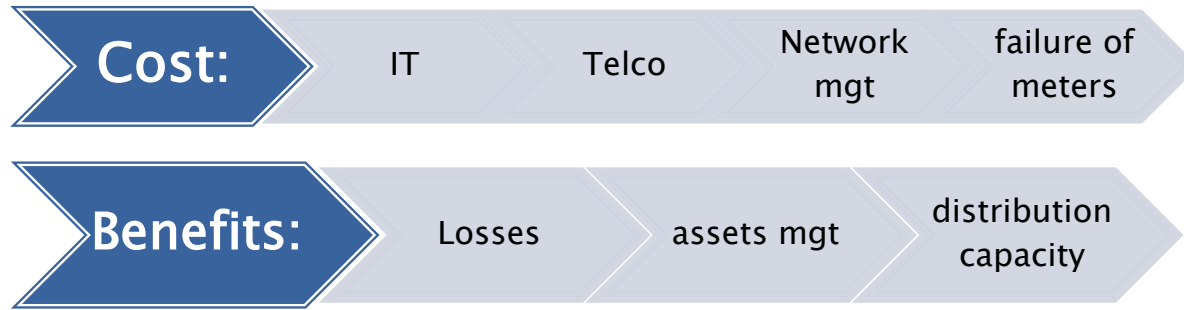 Cost:
IT
Telco
Network
mgt
failure of
meters
Benefits:
Losses
assets mgt
distribution
capacity